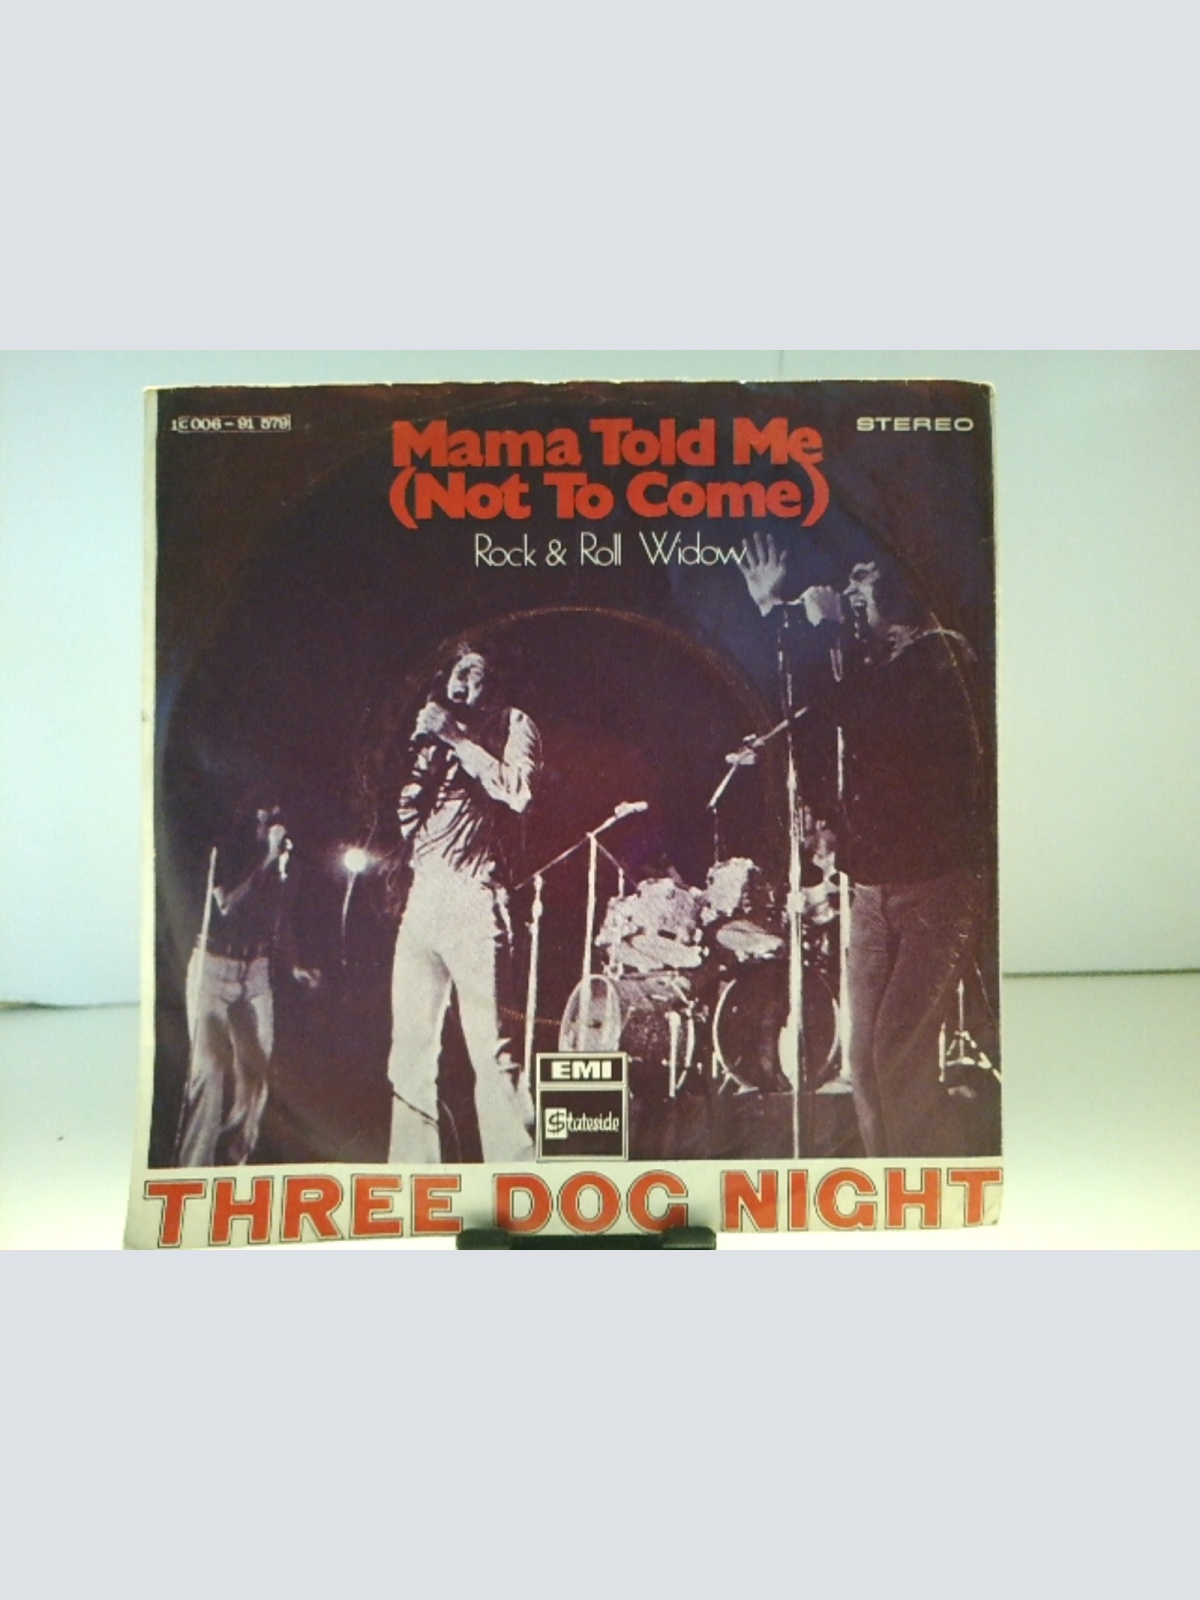 1C 006-91 579
STEREO
Mama Told Me
(Not To Come)
Rock & Roll Widow
EMI
Stateside
THREE DOG NIGHT